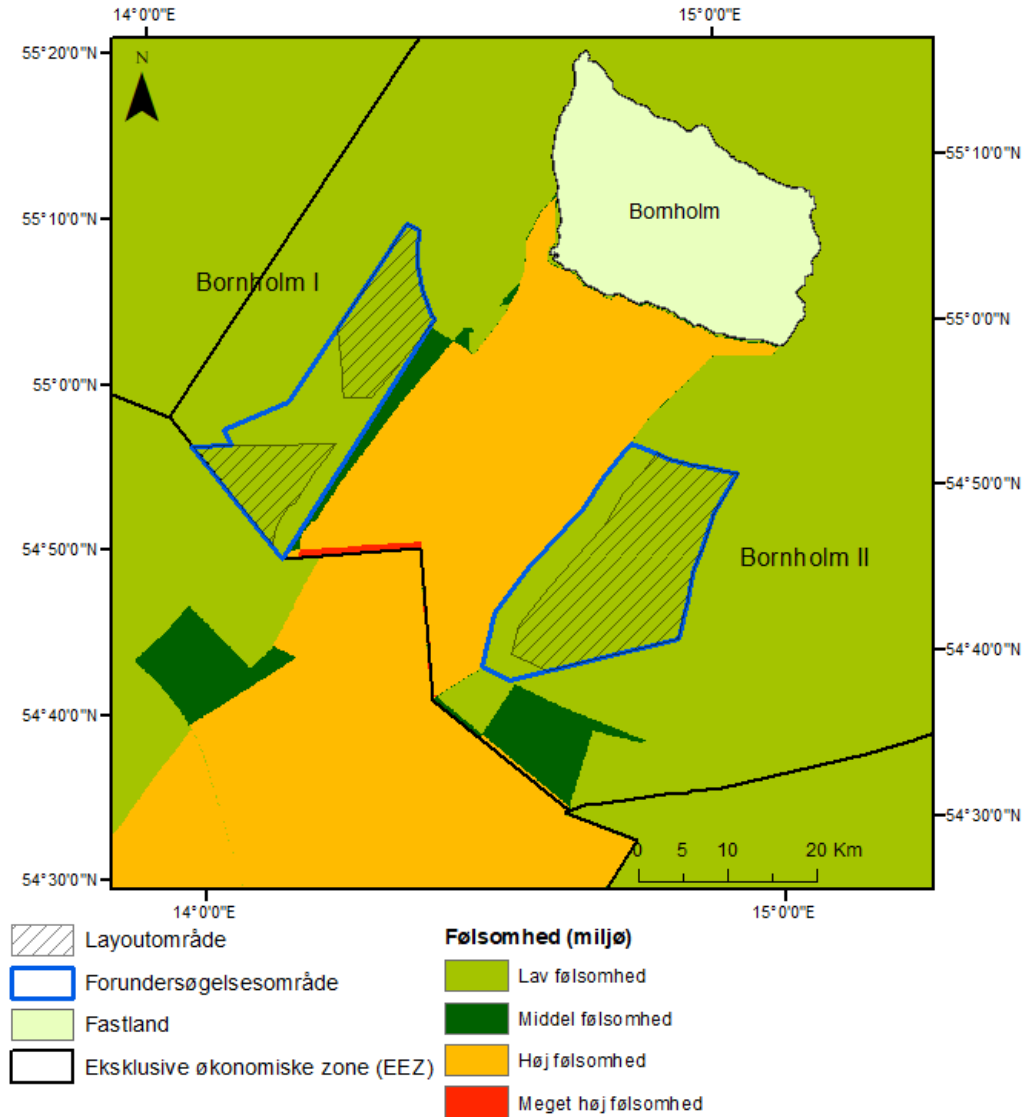 14°0'0"E 15°0'0"E
55°20'0"N
N
55°10'0"N
Bornholm
55°10'0"N
Bornholm I
55°0'0"N
55°0'0"N
54°50'0"N
54°50'0"N
Bornholm II
54°40'0"N
54°40'0"N
54°30'0"N
0 5 10 20 Km
54°30'0"N
14°0'0"E 15°0'0"E
Layoutområde
Forundersøgelsesområde
Fastland
Eksklusive økonomiske zone (EEZ)
Følsomhed (miljø)
Lav følsomhed
Middel følsomhed
Høj følsomhed
Meget høj følsomhed